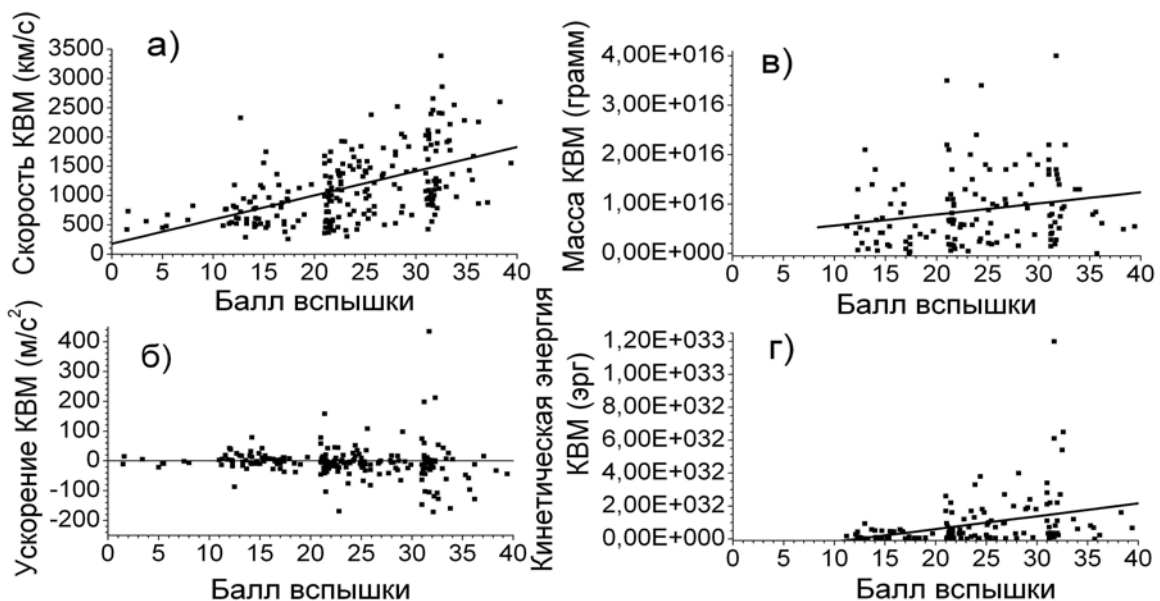 а)
Скорость КВМ (км/с)
3500
3000
2500
2000
1500
1000
500
0
0 5 10 15 20 25 30 35 40
Балл вспышки
в)
Масса КВМ (грамм)
4,00E+016
3,00E+016
2,00E+016
1,00E+016
0,00E+000
0 5 10 15 20 25 30 35 40
Балл вспышки
б)
Ускорение КВМ (м/с²)
400
300
200
100
0
-100
-200
0 5 10 15 20 25 30 35 40
Балл вспышки
г)
Кинетическая энергия
КВМ (эрг)
1,20E+033
1,00E+033
8,00E+032
6,00E+032
4,00E+032
2,00E+032
0,00E+000
0 5 10 15 20 25 30 35 40
Балл вспышки